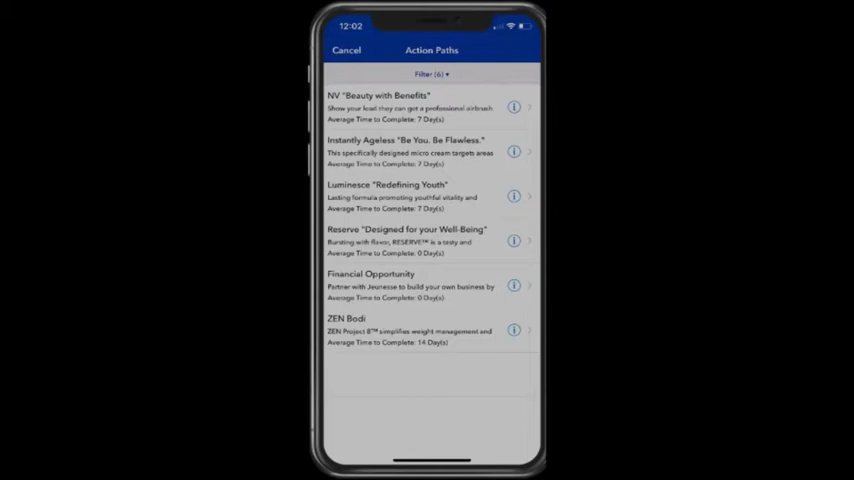 12:02
Cancel
Action Paths
Filter (6) ▾
NV "Beauty with Benefits"
Show your lead they can get a professional airbrush
Average Time to Complete: 7 Day(s)
Instantly Ageless "Be You. Be Flawless."
This specifically designed micro cream targets areas
Average Time to Complete: 7 Day(s)
Luminesce "Redefining Youth"
Lasting formula promoting youthful vitality and
Average Time to Complete: 7 Day(s)
Reserve "Designed for your Well-Being"
Bursting with flavor, RESERVE™ is a tasty and
Average Time to Complete: 0 Day(s)
Financial Opportunity
Partner with Jeunesse to build your own business by
Average Time to Complete: 0 Day(s)
ZEN Bodi
ZEN Project 8™ simplifies weight management and
Average Time to Complete: 14 Day(s)